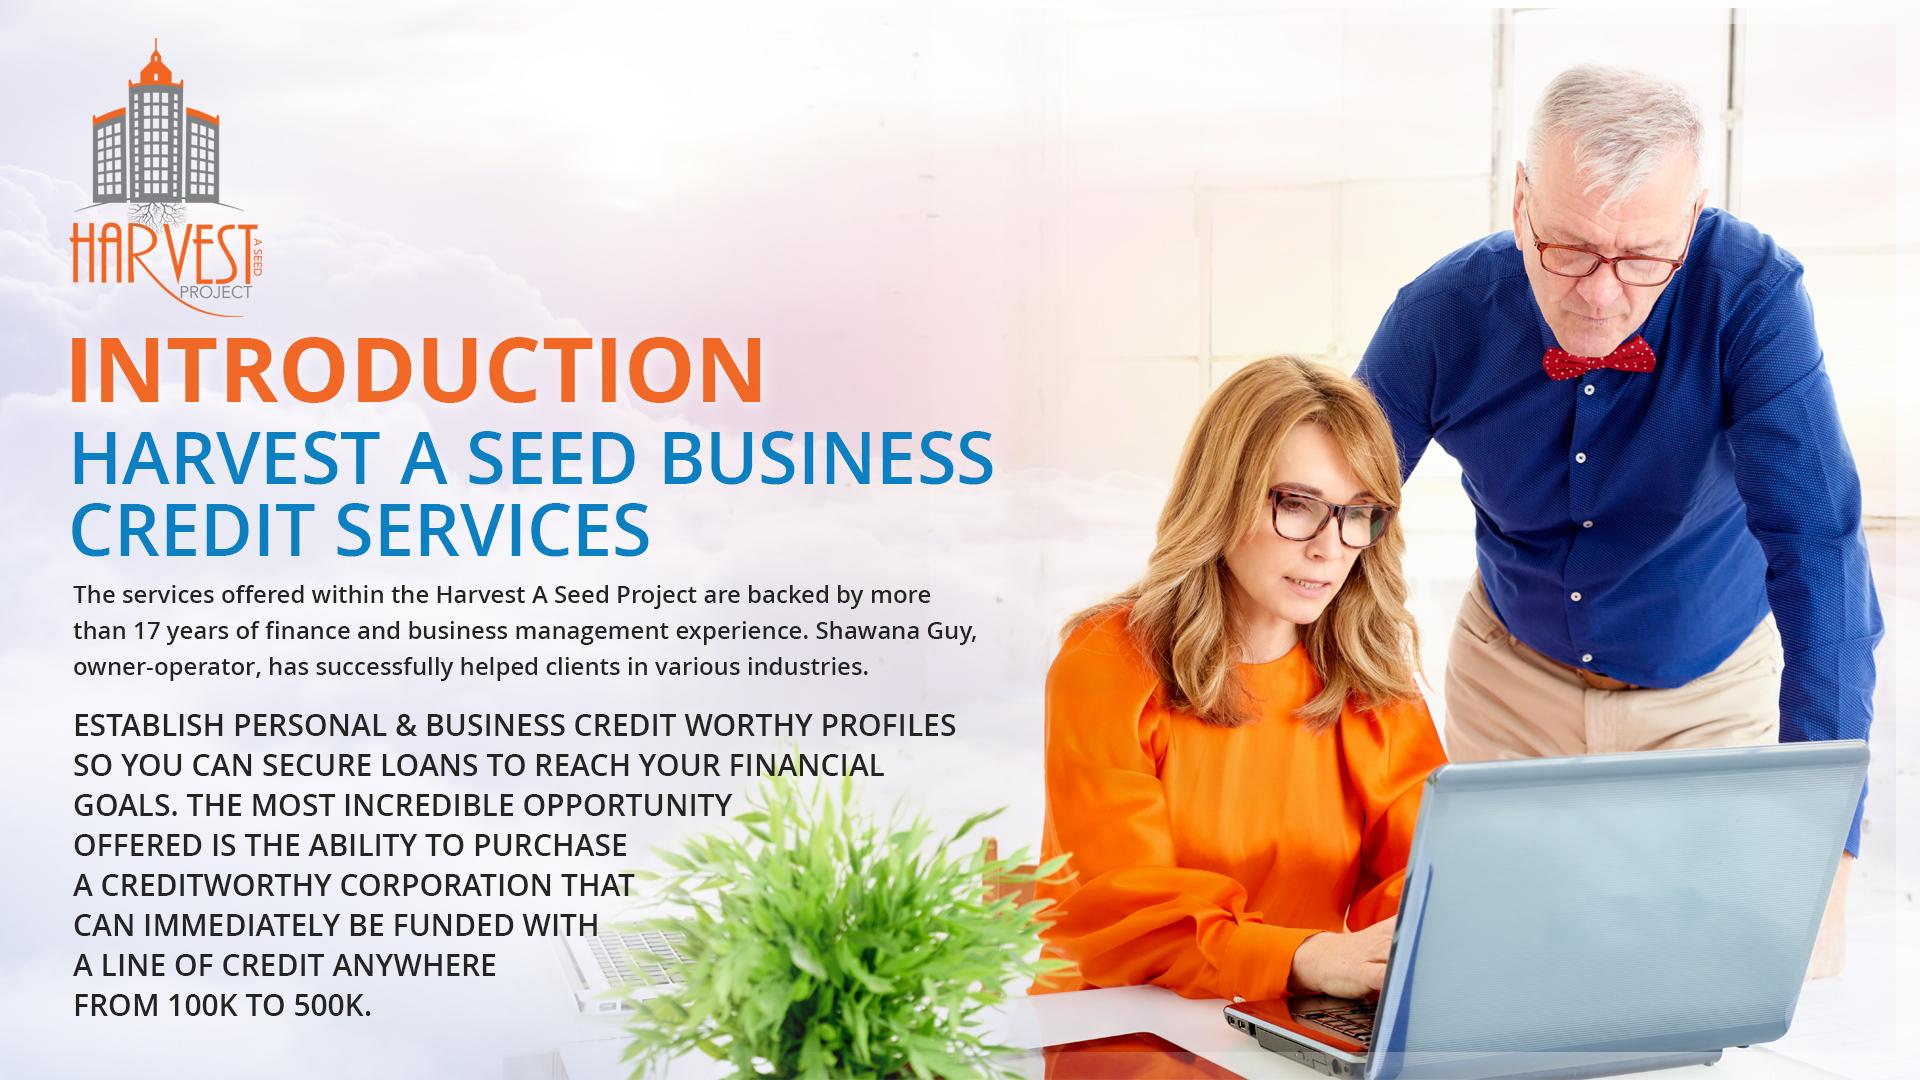 HARVEST
A SEED
PROJECT
INTRODUCTION
HARVEST A SEED BUSINESS
CREDIT SERVICES
The services offered within the Harvest A Seed Project are backed by more
than 17 years of finance and business management experience. Shawana Guy,
owner-operator, has successfully helped clients in various industries.
ESTABLISH PERSONAL & BUSINESS CREDIT WORTHY PROFILES
SO YOU CAN SECURE LOANS TO REACH YOUR FINANCIAL
GOALS. THE MOST INCREDIBLE OPPORTUNITY
OFFERED IS THE ABILITY TO PURCHASE
A CREDITWORTHY CORPORATION THAT
CAN IMMEDIATELY BE FUNDED WITH
A LINE OF CREDIT ANYWHERE
FROM 100K TO 500K.